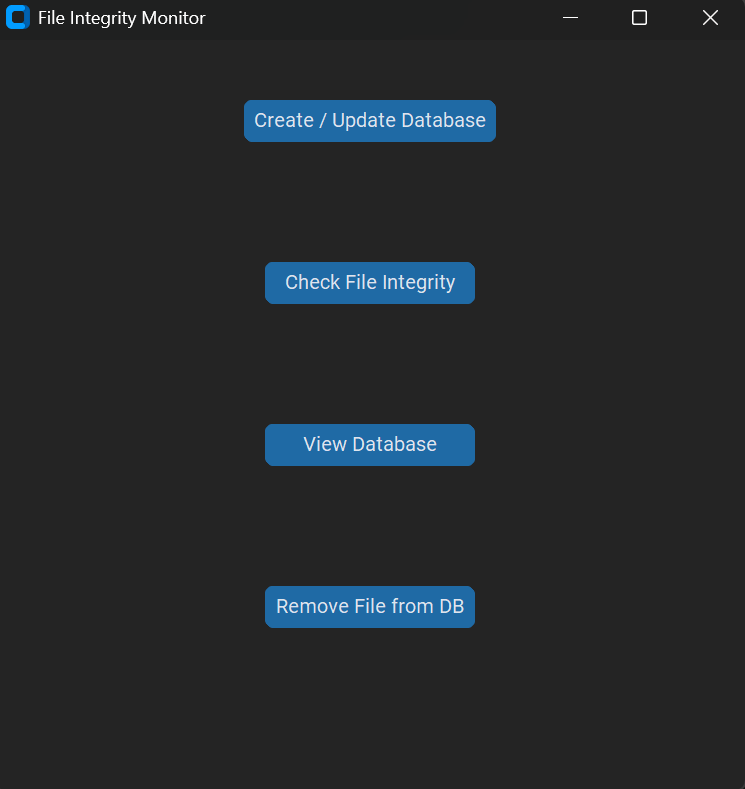 File Integrity Monitor
Create / Update Database
Check File Integrity
View Database
Remove File from DB